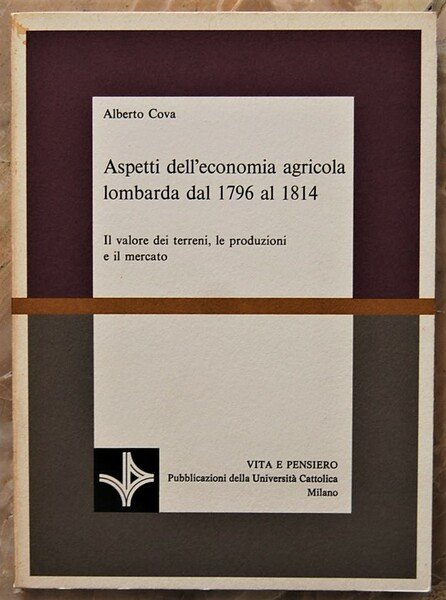 Alberto Cova
Aspetti dell'economia agricola
lombarda dal 1796 al 1814
Il valore dei terreni, le produzioni
e il mercato
VITA E PENSIERO
Pubblicazioni della Università Cattolica
Milano